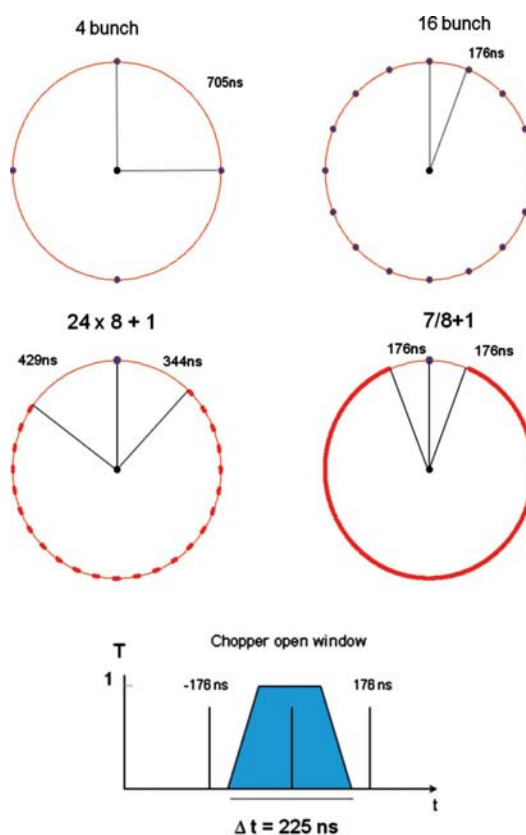 4 bunch
16 bunch
705ns
176ns
24 x 8 + 1
7/8+1
429ns
344ns
176ns
176ns
Chopper open window
T
1
-176 ns
176 ns
t
Δ t = 225 ns